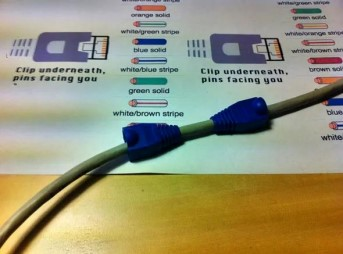 white/orange stripe
orange solid
white/green stripe
blue solid
white/blue stripe
green solid
white/brown stripe
Clip underneath,
pins facing you
green solid
white/orange stripe
white/brown stripe
brown solid
Clip underneath,
pins facing you
blue
white/